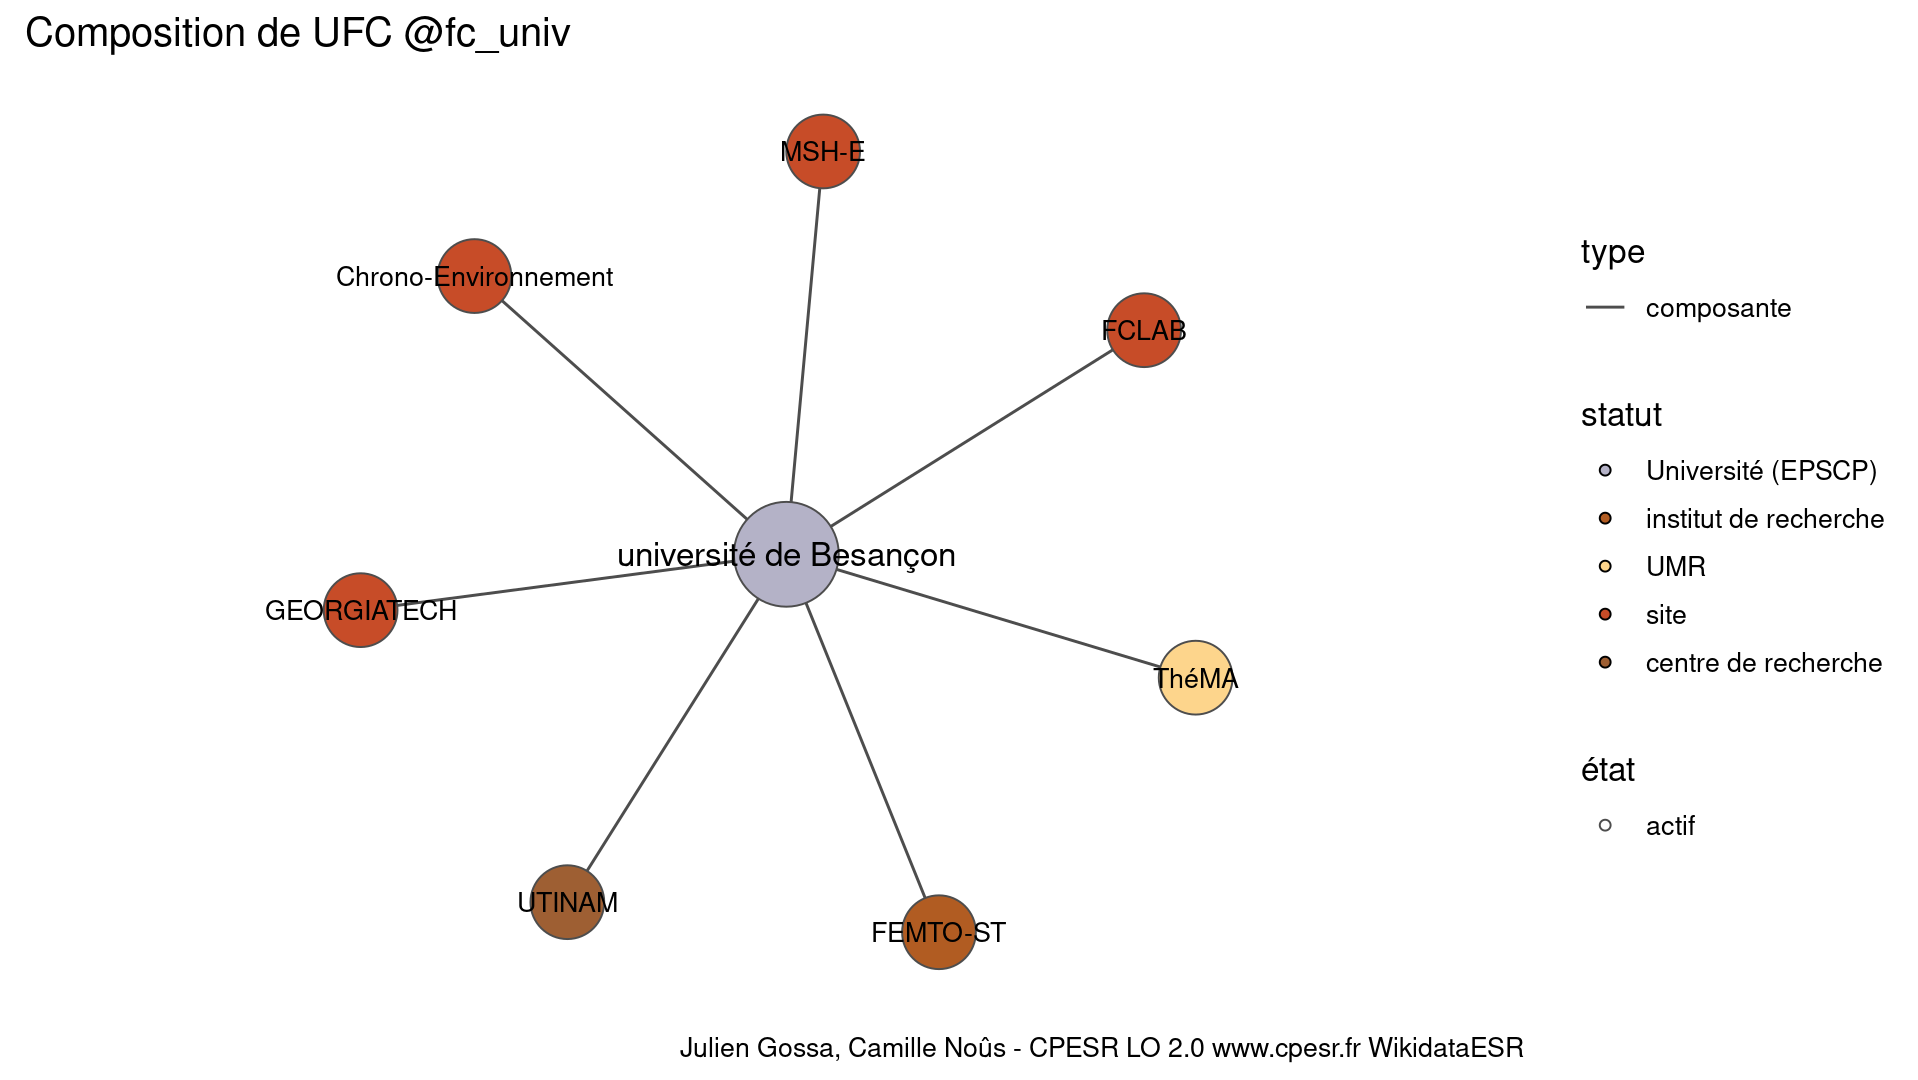 Composition de UFC @fc_univ
MSH-E
Chrono-Environnement
FCLAB
université de Besançon
GEORGIATECH
ThéMA
UTINAM
FEMTO-ST
type
composante
statut
Université (EPSCP)
institut de recherche
UMR
site
centre de recherche
état
actif
Julien Gossa, Camille Noûs - CPESR LO 2.0 www.cpesr.fr WikidataESR